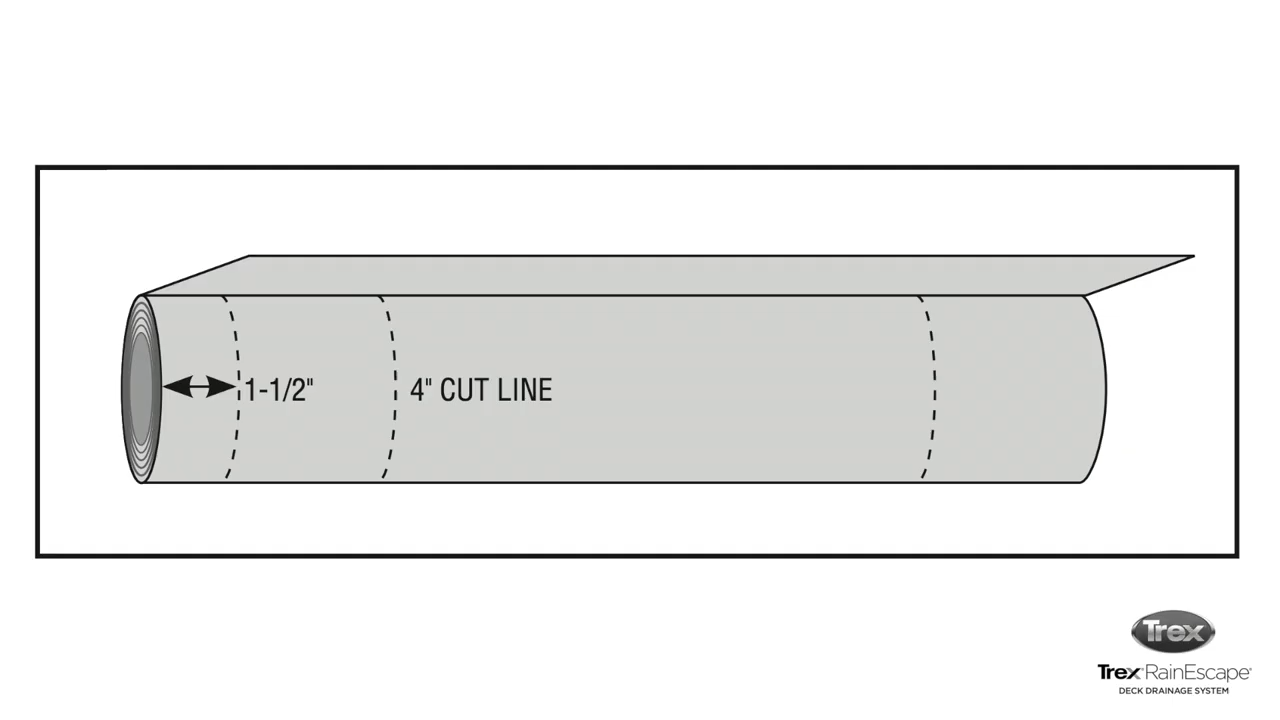 1-1/2" 4" CUT LINE
Trex
Trex RainEscape
DECK DRAINAGE SYSTEM